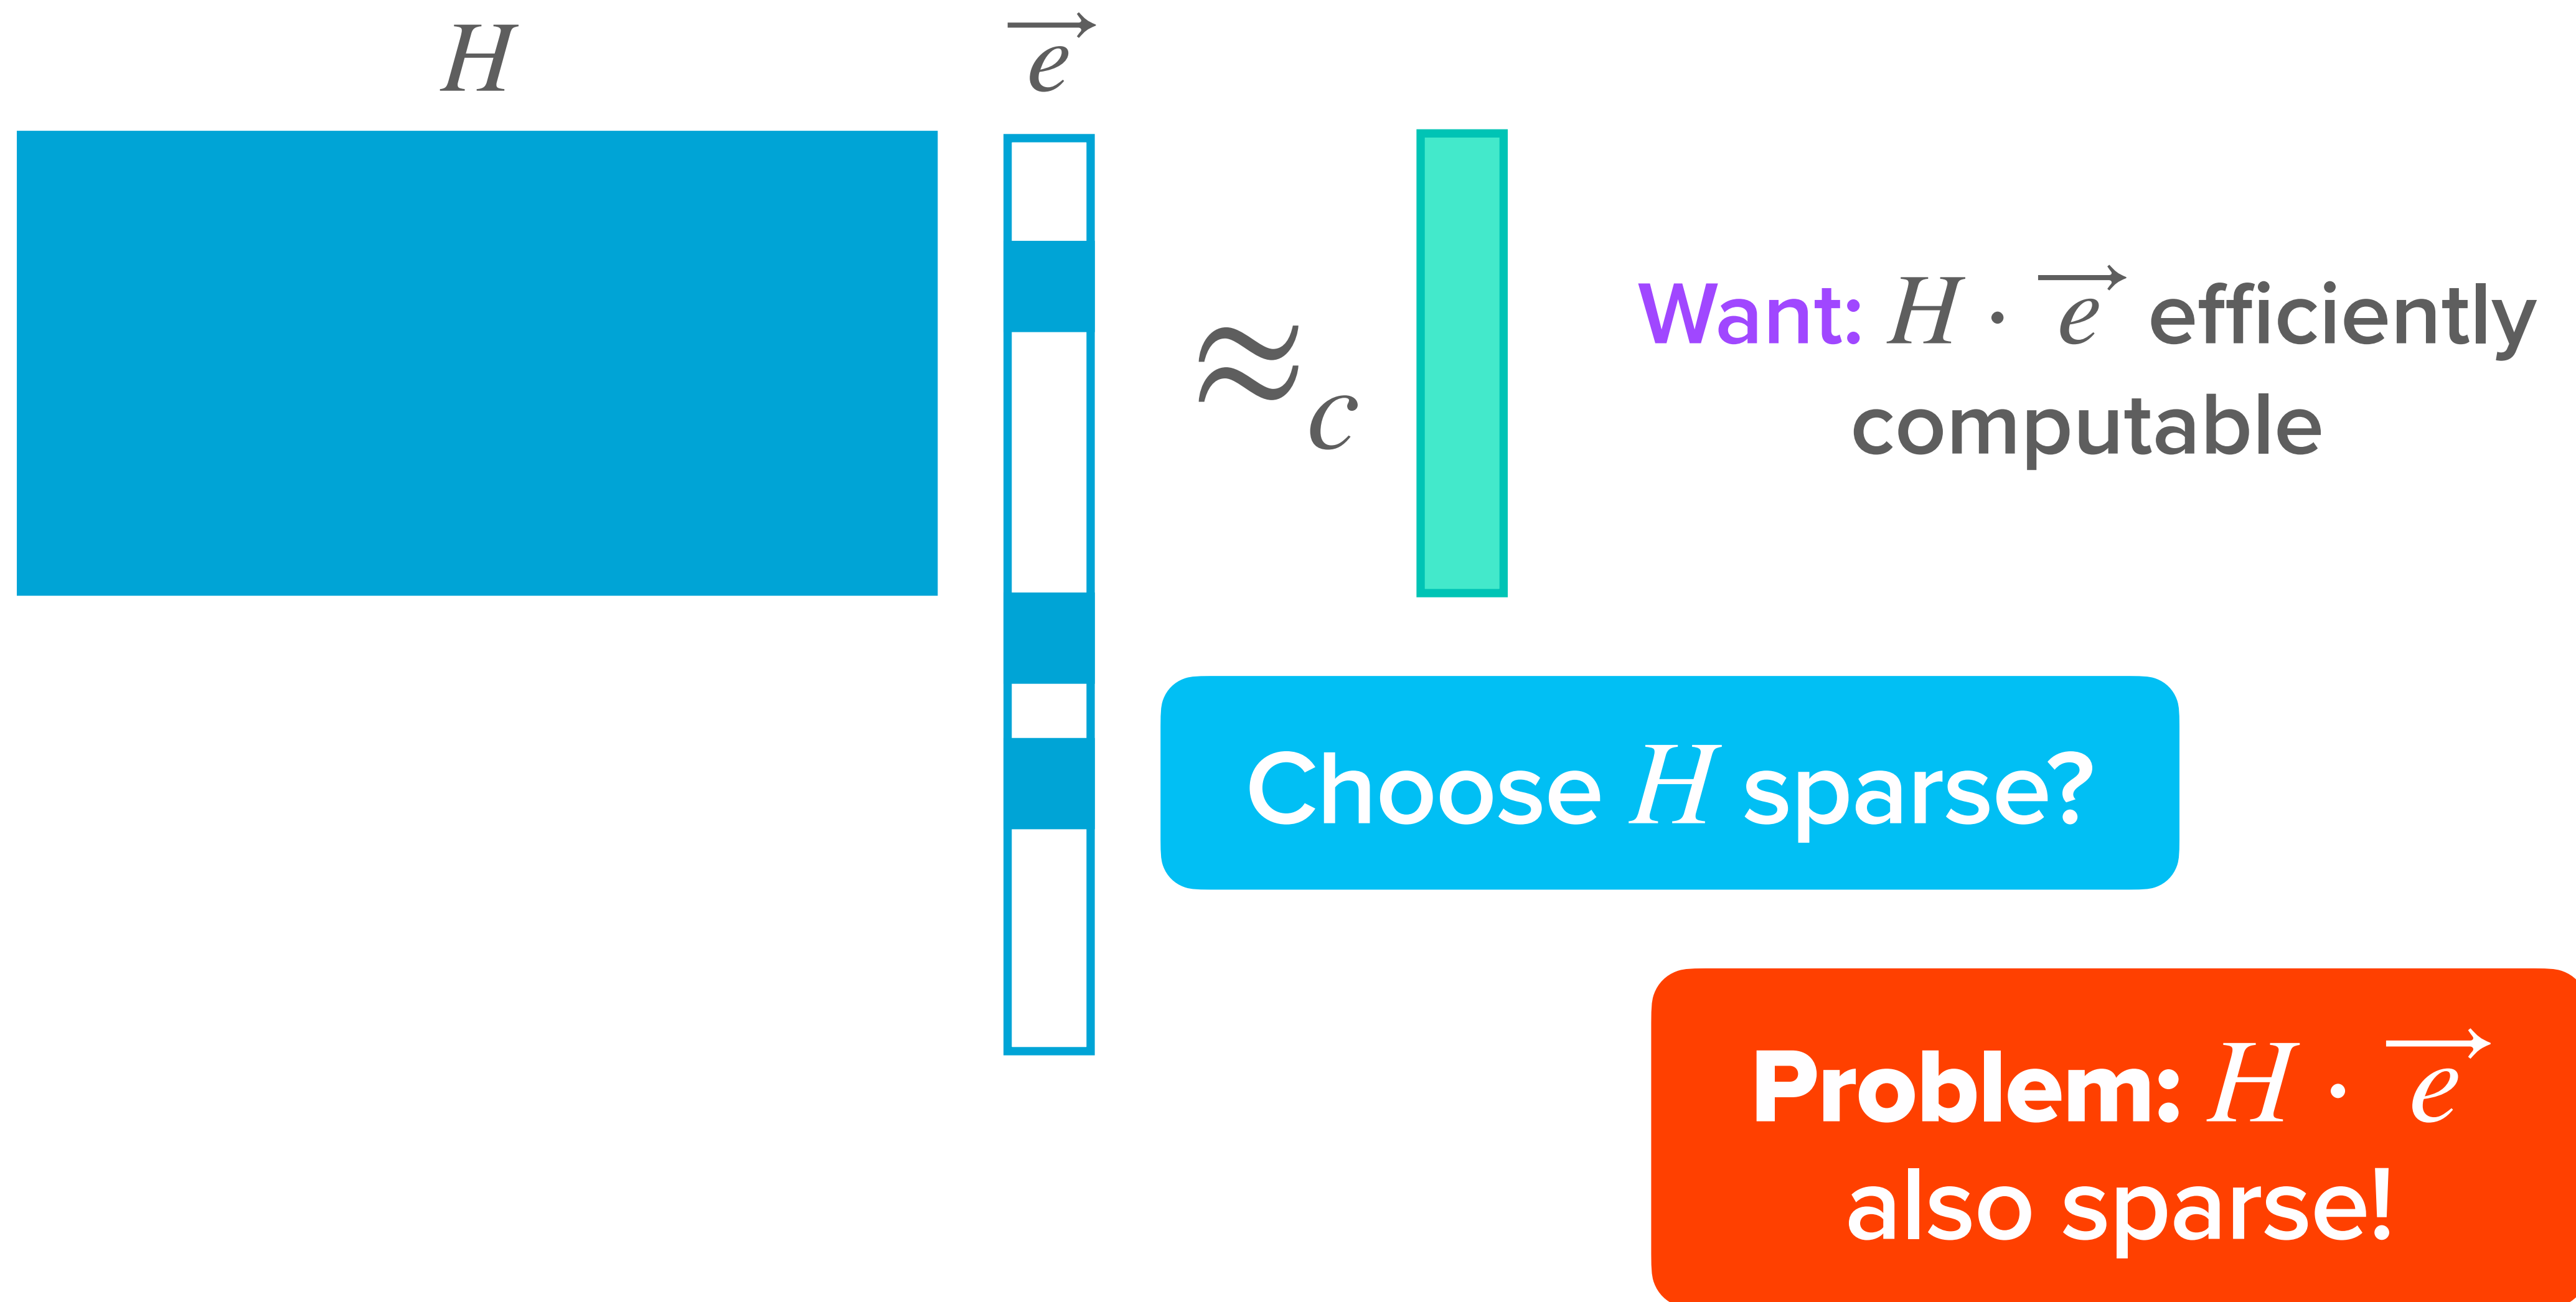 H
e⃗
≈c
Want: H · e⃗ efficiently
computable
Choose H sparse?
Problem: H · e⃗
also sparse!